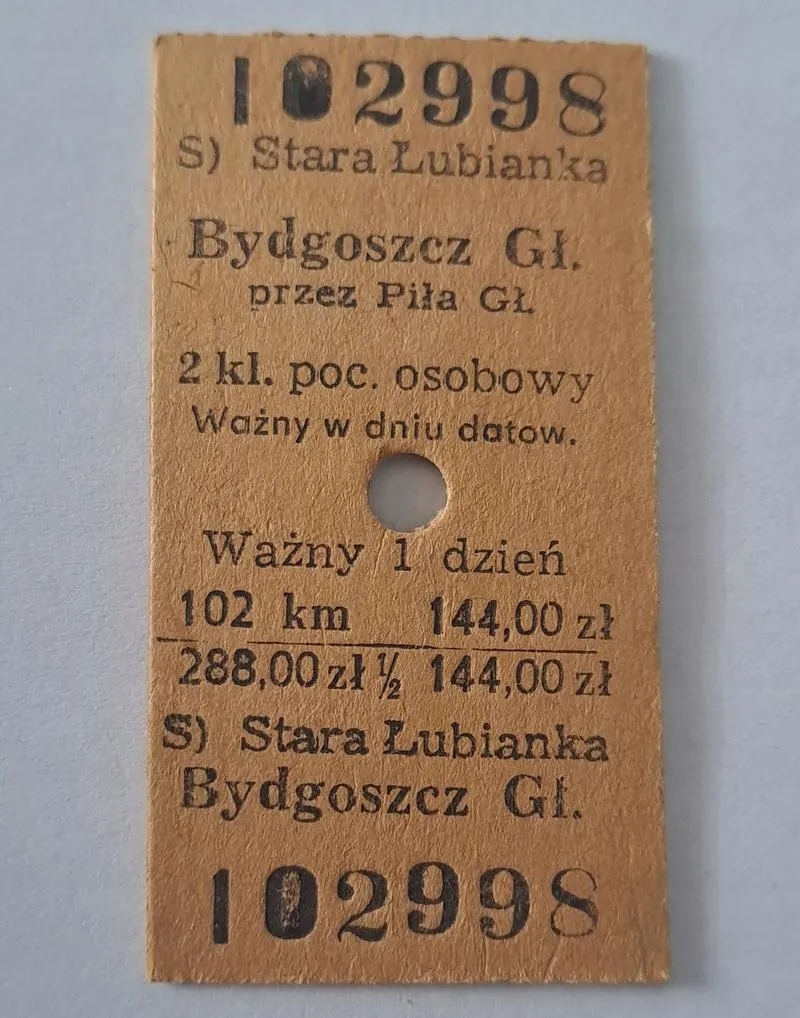 102998
S) Stara Łubianka
Bydgoszcz Gł.
przez Piła Gł.
2 kl. poc. osobowy
Ważny w dniu datow.
Ważny 1 dzień
102 km 144,00 zł
288,00 zł ½ 144,00 zł
S) Stara Łubianka
Bydgoszcz Gł.
102998